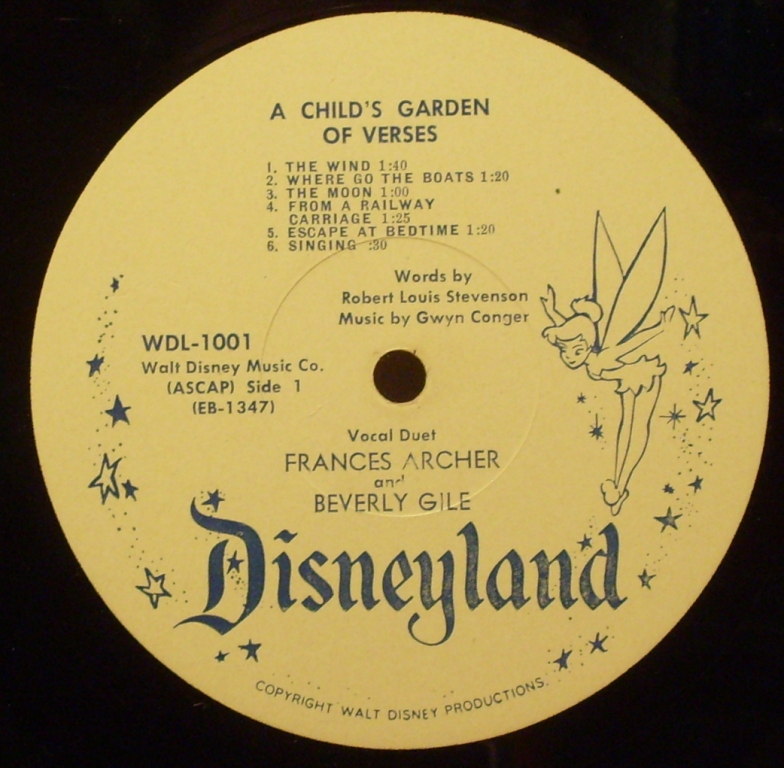 A CHILD'S GARDEN
OF VERSES
1. THE WIND 1:40
2. WHERE GO THE BOATS 1:20
3. THE MOON 1:00
4. FROM A RAILWAY
CARRIAGE 1:25
5. ESCAPE AT BEDTIME 1:20
6. SINGING :30
Words by
Robert Louis Stevenson
Music by Gwyn Conger
WDL-1001
Walt Disney Music Co.
(ASCAP) Side 1
(EB-1347)
Vocal Duet
FRANCES ARCHER
and
BEVERLY GILE
Disneyland
COPYRIGHT WALT DISNEY PRODUCTIONS.